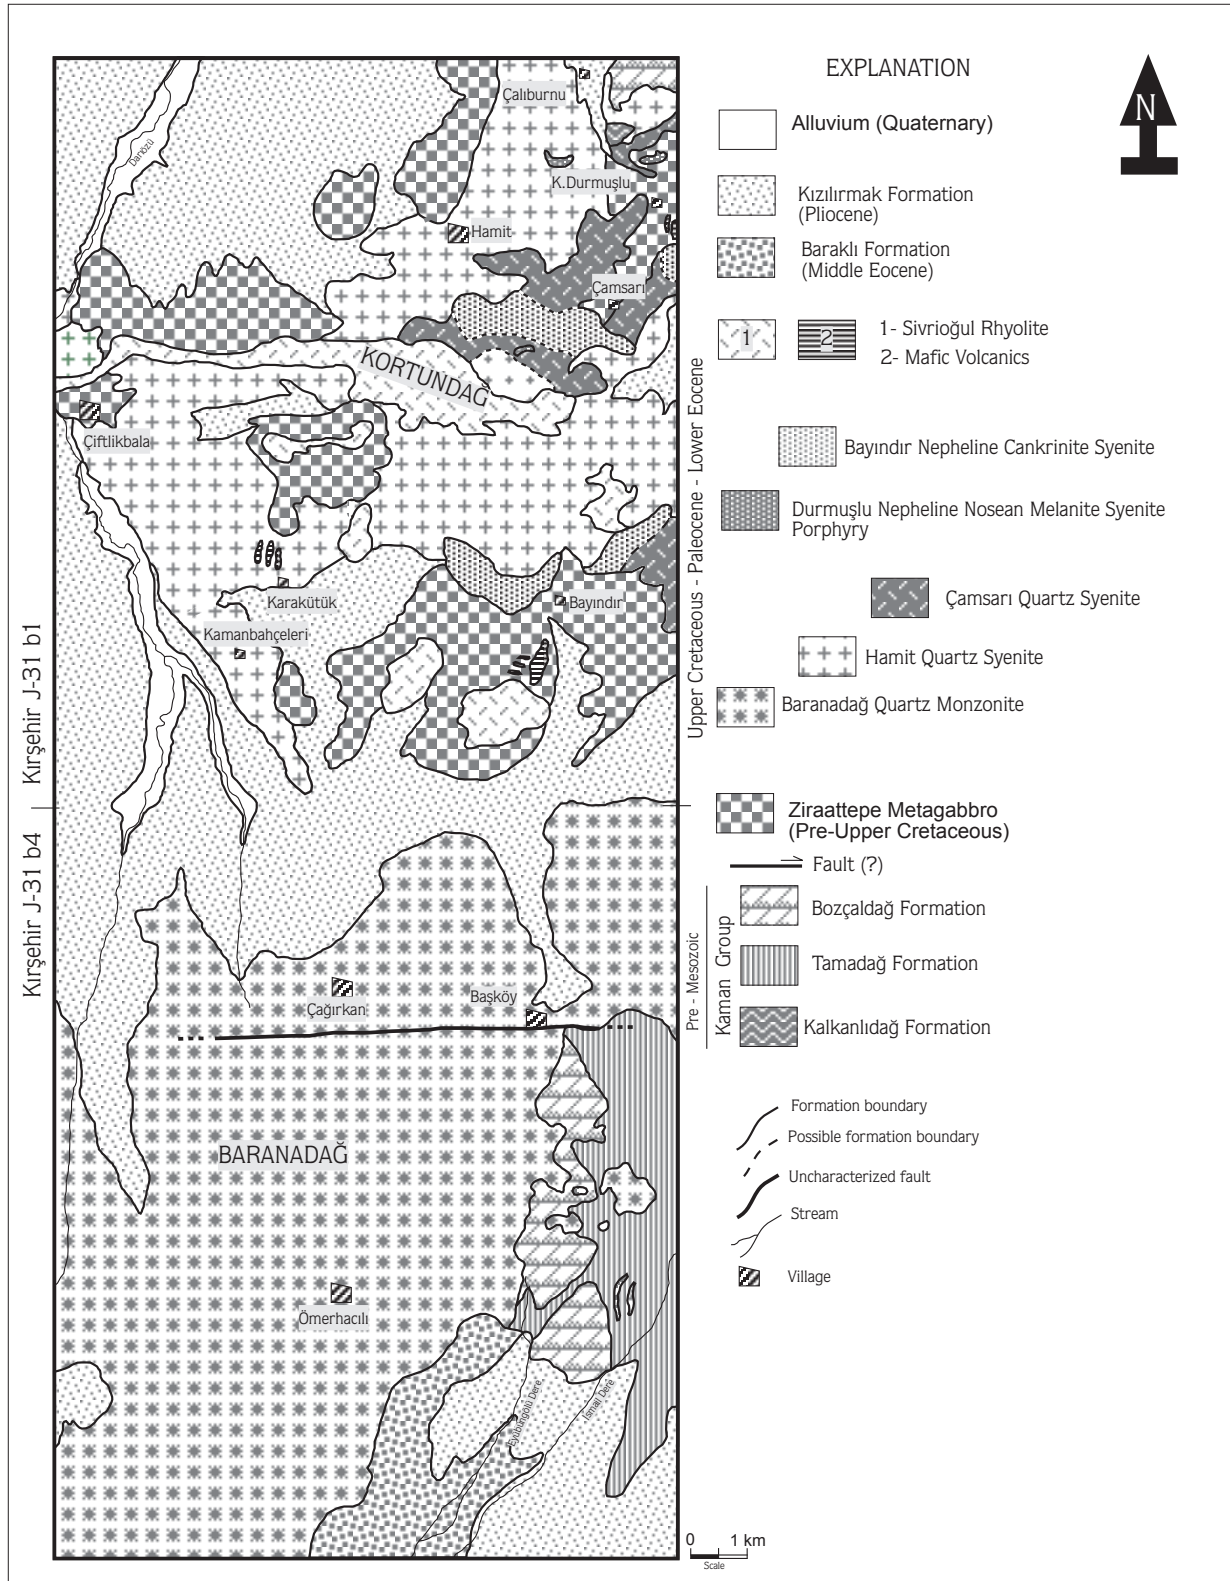 EXPLANATION
N
Alluvium (Quaternary)
Kızılırmak Formation
(Pliocene)
Baraklı Formation
(Middle Eocene)
1
2
1- Sivrioğul Rhyolite
2- Mafic Volcanics
Bayındır Nepheline Cankrinite Syenite
Durmuşlu Nepheline Nosean Melanite Syenite
Porphyry
Çamsarı Quartz Syenite
Hamit Quartz Syenite
Baranadağ Quartz Monzonite
Upper Cretaceous - Paleocene - Lower Eocene
Ziraattepe Metagabbro
(Pre-Upper Cretaceous)
Fault (?)
Bozçaldağ Formation
Tamadağ Formation
Kalkanlıdağ Formation
Pre - Mesozoic
Kaman Group
Formation boundary
Possible formation boundary
Uncharacterized fault
Stream
Village
0 1 km
Scale
Kırşehir J-31 b1
Kırşehir J-31 b4
Danözü
Çalıburnu
K.Durmuşlu
Hamit
Çamsarı
KORTUNDAĞ
Çiftlikbala
Karakütük
Bayındır
Kamanbahçeleri
Çağırkan
Başköy
BARANADAĞ
Ömerhacılı
Eyübüngölü Dere
İsmail Dere